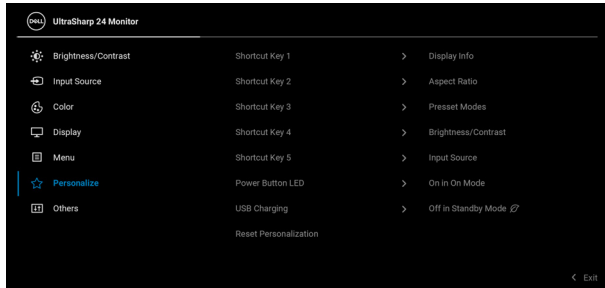 DELL UltraSharp 24 Monitor
Brightness/Contrast Shortcut Key 1 > Display Info
Input Source Shortcut Key 2 > Aspect Ratio
Color Shortcut Key 3 > Presset Modes
Display Shortcut Key 4 > Brightness/Contrast
Menu Shortcut Key 5 > Input Source
Personalize Power Button LED > On in On Mode
Others USB Charging > Off in Standby Mode
Reset Personalization
< Exit